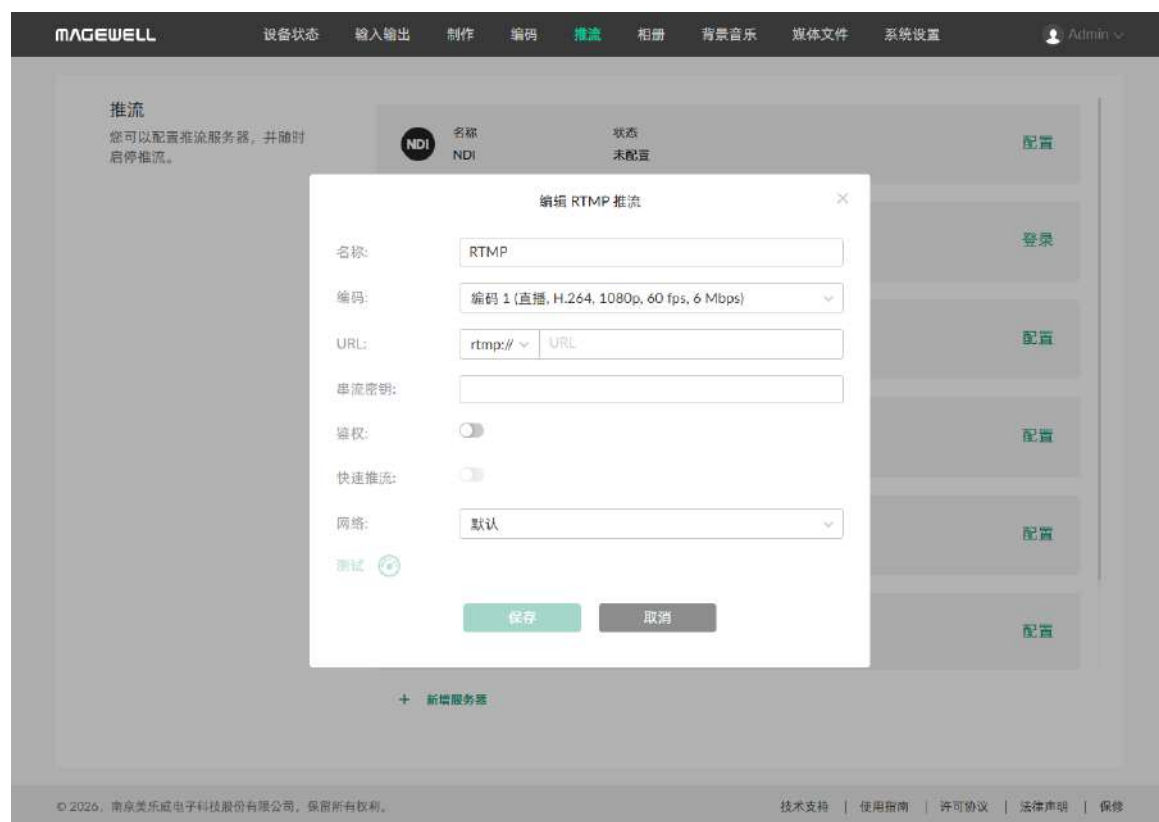 MAGEWELL 设备状态 输入输出 制作 编码 推流 相册 背景音乐 媒体文件 系统设置 Admin
推流
您可以配置推流服务器，并随时
启停推流。
NDI 名称 状态 配置
NDI 未配置
编辑 RTMP 推流
名称: RTMP
登录
编码: 编码 1 (直播, H.264, 1080p, 60 fps, 6 Mbps)
URL: rtmp:// URL 配置
串流密钥:
鉴权: 配置
快速推流:
网络: 默认 配置
测试
保存 取消 配置
+ 新增服务器
© 2026，南京美乐威电子科技股份有限公司，保留所有权利。 技术支持 | 使用指南 | 许可协议 | 法律声明 | 保修